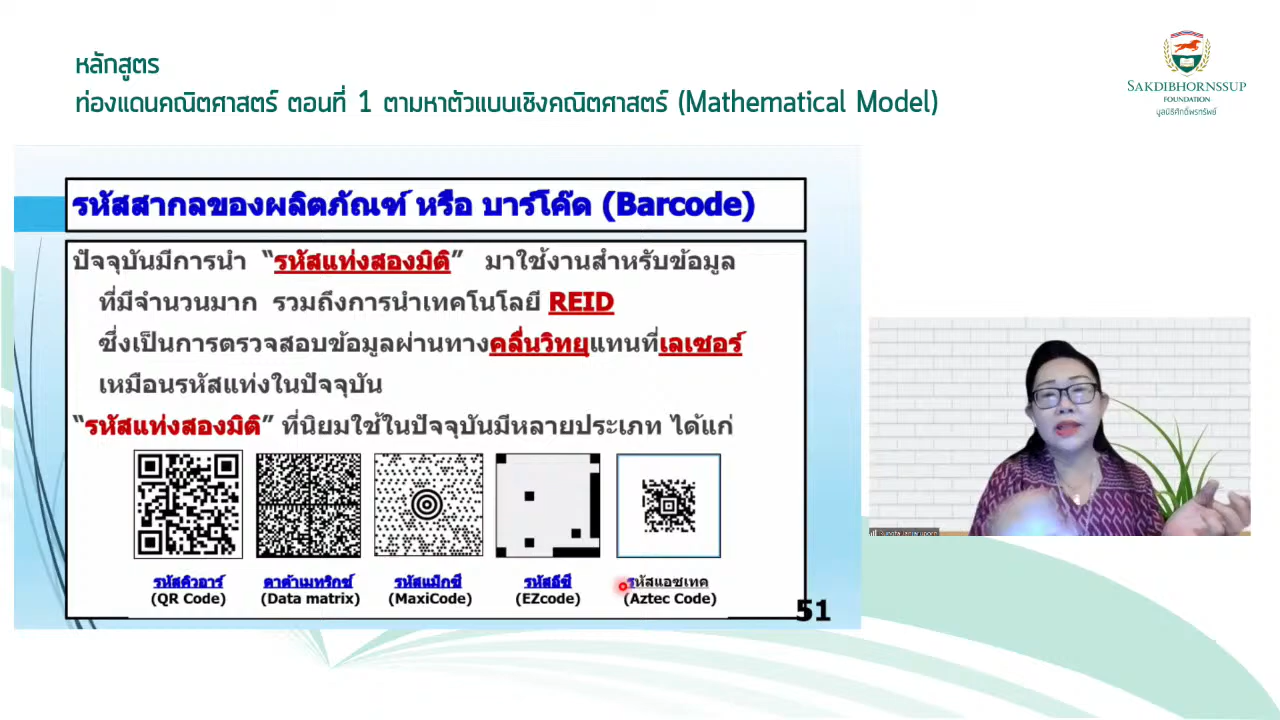 หลักสูตร
ท่องแดนคณิตศาสตร์ ตอนที่ 1 ตามหาตัวแบบเชิงคณิตศาสตร์ (Mathematical Model)
SAKDIBHORNSSUP
FOUNDATION
มูลนิธิศักดิ์พรทรัพย์
รหัสสากลของผลิตภัณฑ์ หรือ บาร์โค๊ด (Barcode)
ปัจจุบันมีการนำ “รหัสแท่งสองมิติ” มาใช้งานสำหรับข้อมูล
ที่มีจำนวนมาก รวมถึงการนำเทคโนโลยี REID
ซึ่งเป็นการตรวจสอบข้อมูลผ่านทางคลื่นวิทยุแทนที่เลเซอร์
เหมือนรหัสแท่งในปัจจุบัน
“รหัสแท่งสองมิติ” ที่นิยมใช้ในปัจจุบันมีหลายประเภท ได้แก่
รหัสคิวอาร์ ดาต้าเมทริกซ์ รหัสแม็กซี รหัสอีซี รหัสแอซเทค
(QR Code) (Data matrix) (MaxiCode) (EZcode) (Aztec Code)
51